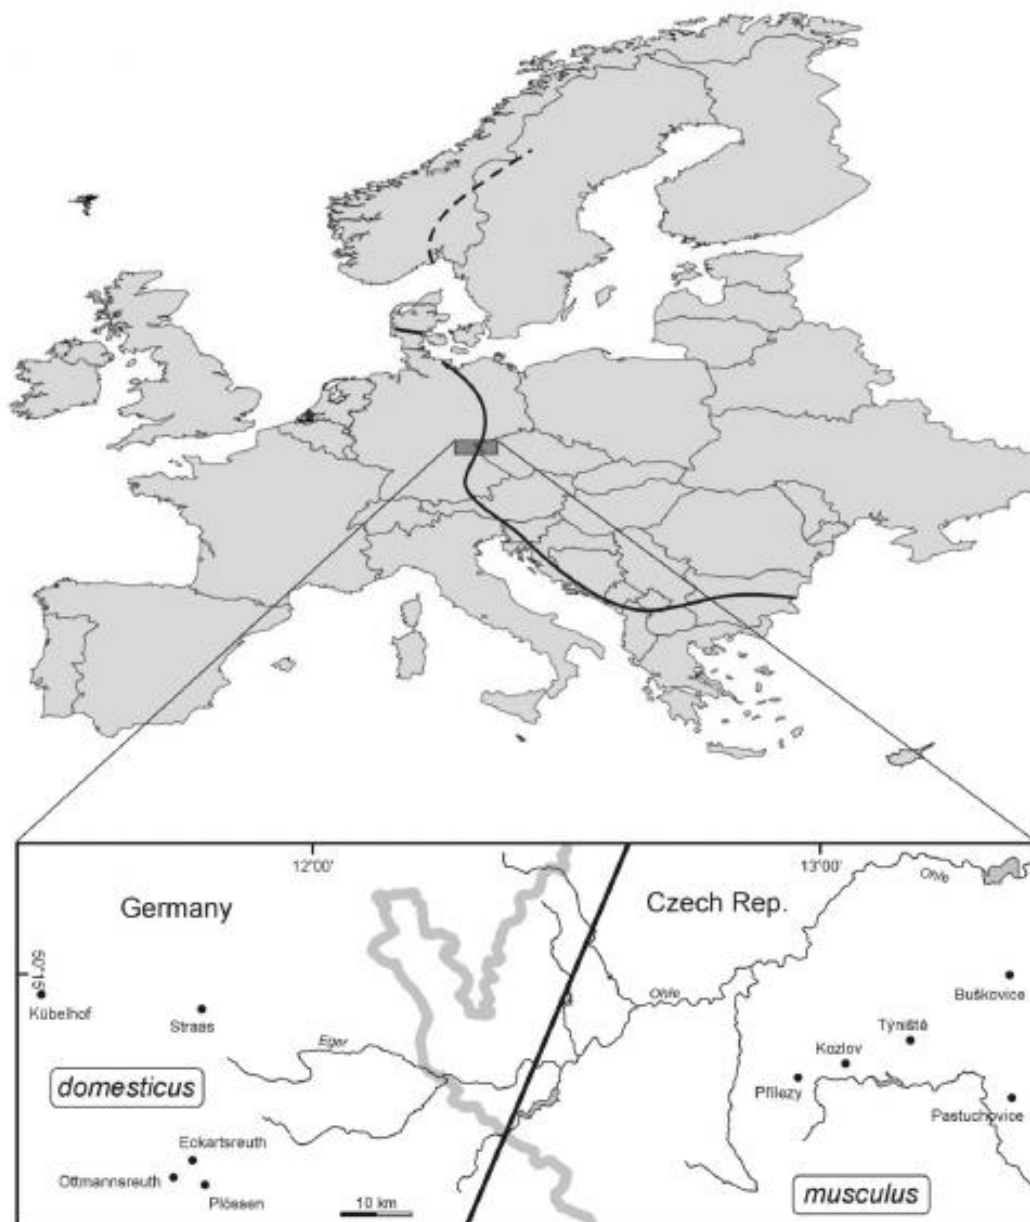 12°00'
13°00'
Ohře
Germany
Czech Rep.
50°15'
Buškovice
Kübelhof
Ohře
Straas
Týniště
Eger
Kozlov
domesticus
Přílezy
Pastuchovice
Eckartsreuth
Ottmannsreuth
Plössen
10 km
musculus